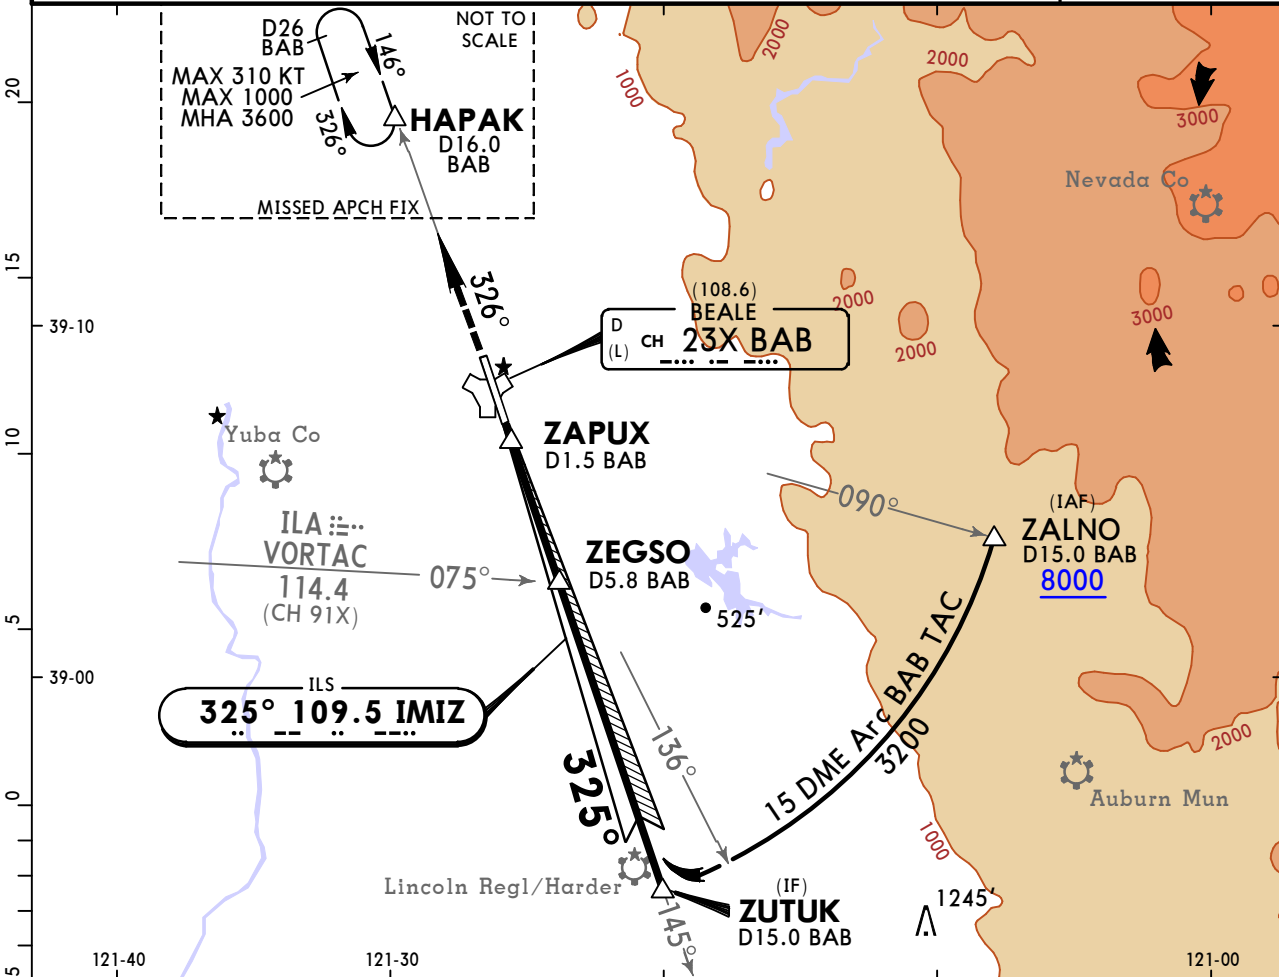 NOT TO
SCALE
D26
BAB
146°
MAX 310 KT
MAX 1000
MHA 3600
326°
HAPAK
D16.0
BAB
MISSED APCH FIX
2000
2000
1000
3000
Nevada Co
20
15
10
5
0
5
39-10
39-00
326°
(108.6)
BEALE
D
(L)
CH 23X BAB
2000
2000
3000
Yuba Co
ZAPUX
D1.5 BAB
ILA
VORTAC
114.4
(CH 91X)
075°
ZEGSO
D5.8 BAB
090°
(IAF)
ZALNO
D15.0 BAB
8000
525'
ILS
325° 109.5 IMIZ
325°
136°
15 DME Arc BAB TAC
3200
2000
Auburn Mun
1000
Lincoln Regl/Harder
(IF)
ZUTUK
D15.0 BAB
145°
1245'
121-40
121-30
121-00